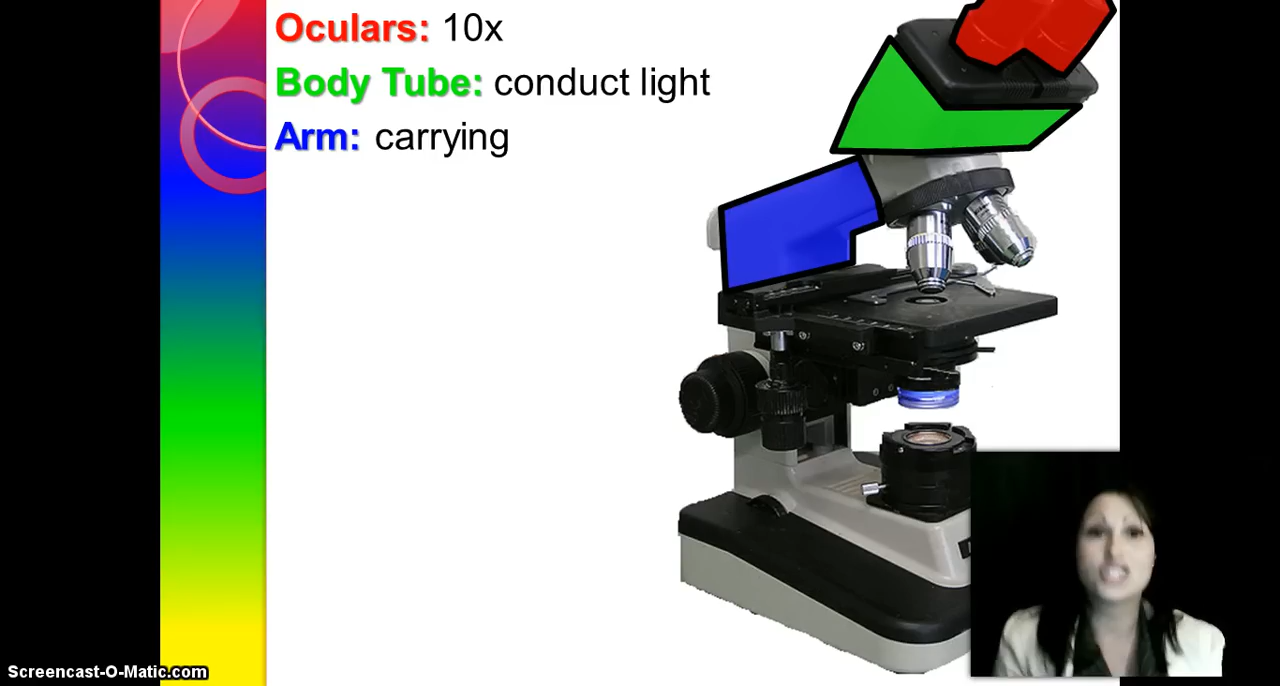 Oculars: 10x
Body Tube: conduct light
Arm: carrying
Screencast-O-Matic.com